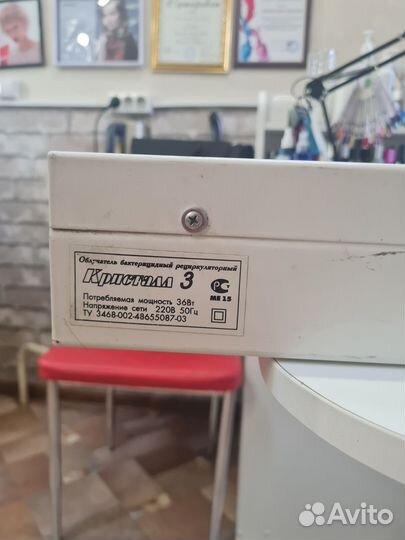 Облучатель бактерицидный рециркуляторный
Кристалл 3
РС
МЕ 15
Потребляемая мощность 36Вт
Напряжение сети 220В 50Гц
ТУ 3468-002-48655087-03
Avito